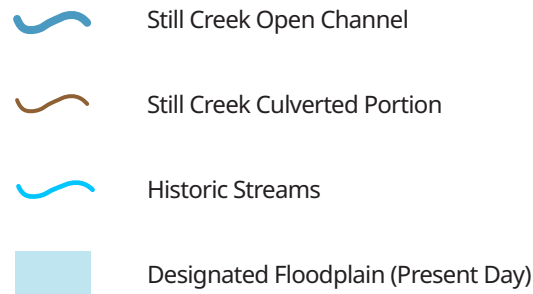 Still Creek Open Channel
Still Creek Culverted Portion
Historic Streams
Designated Floodplain (Present Day)